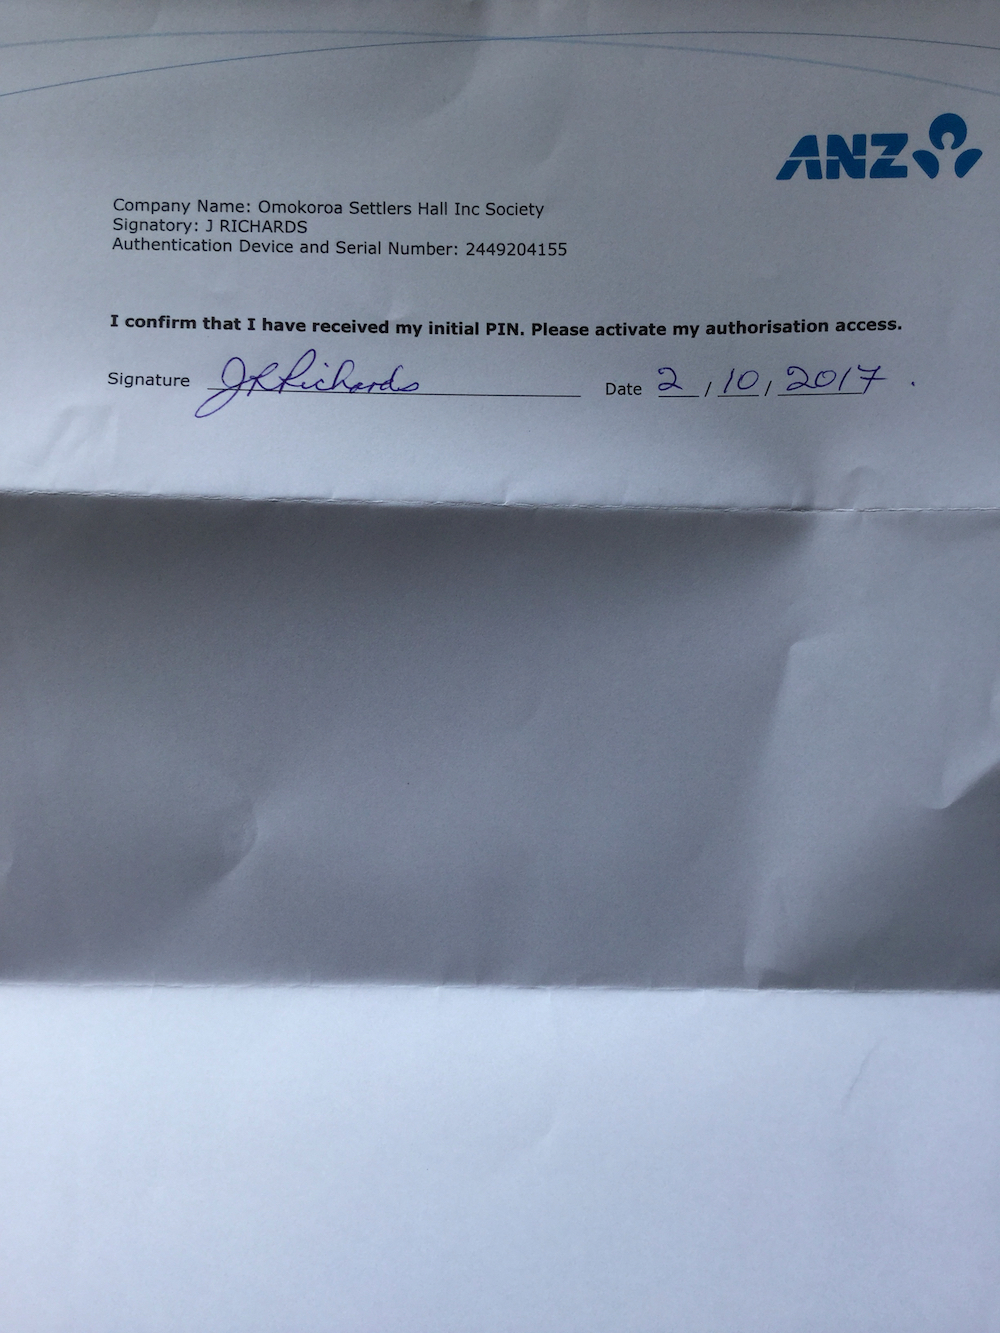 ANZ
Company Name: Omokoroa Settlers Hall Inc Society
Signatory: J RICHARDS
Authentication Device and Serial Number: 2449204155
I confirm that I have received my initial PIN. Please activate my authorisation access.
Signature JRRichards Date 2 / 10 / 2017 .